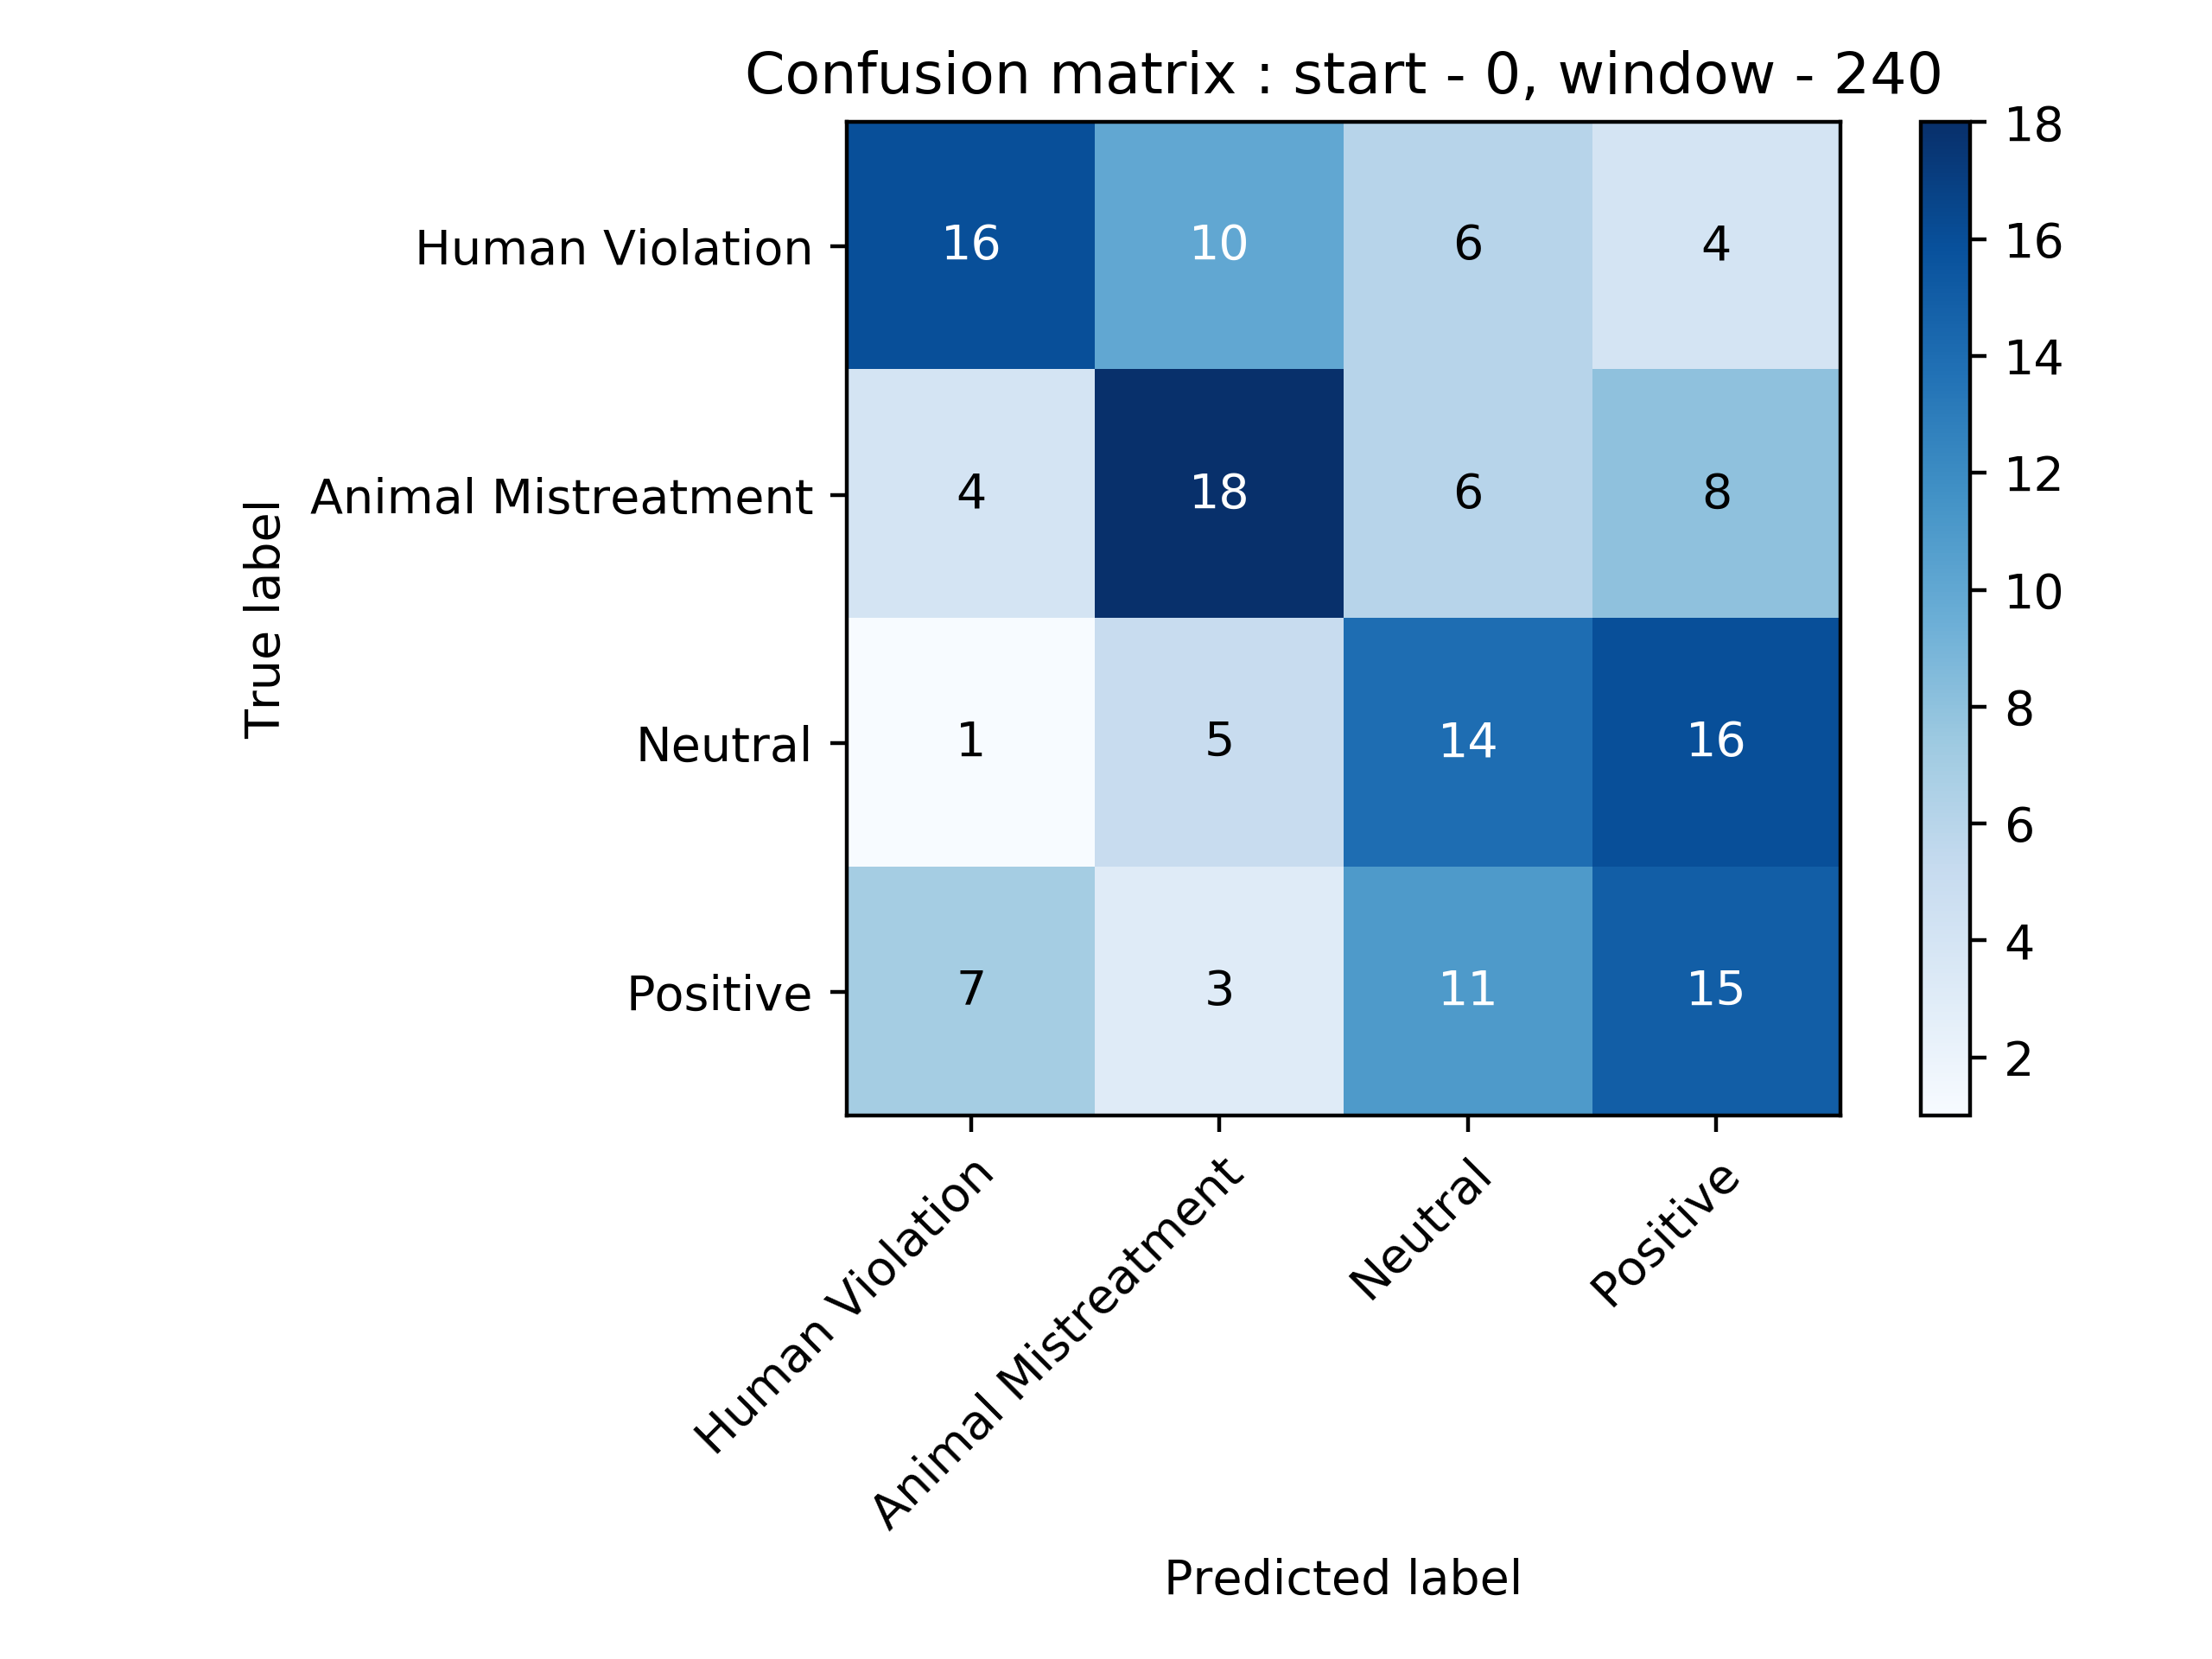 Confusion matrix : start - 0, window - 240
18
Human Violation 16 10 6 4
16
14
Animal Mistreatment 4 18 6 8
12
10
True label
Neutral 1 5 14 16
8
6
Positive 7 3 11 15
4
2
Human Violation
Animal Mistreatment
Neutral
Positive
Predicted label